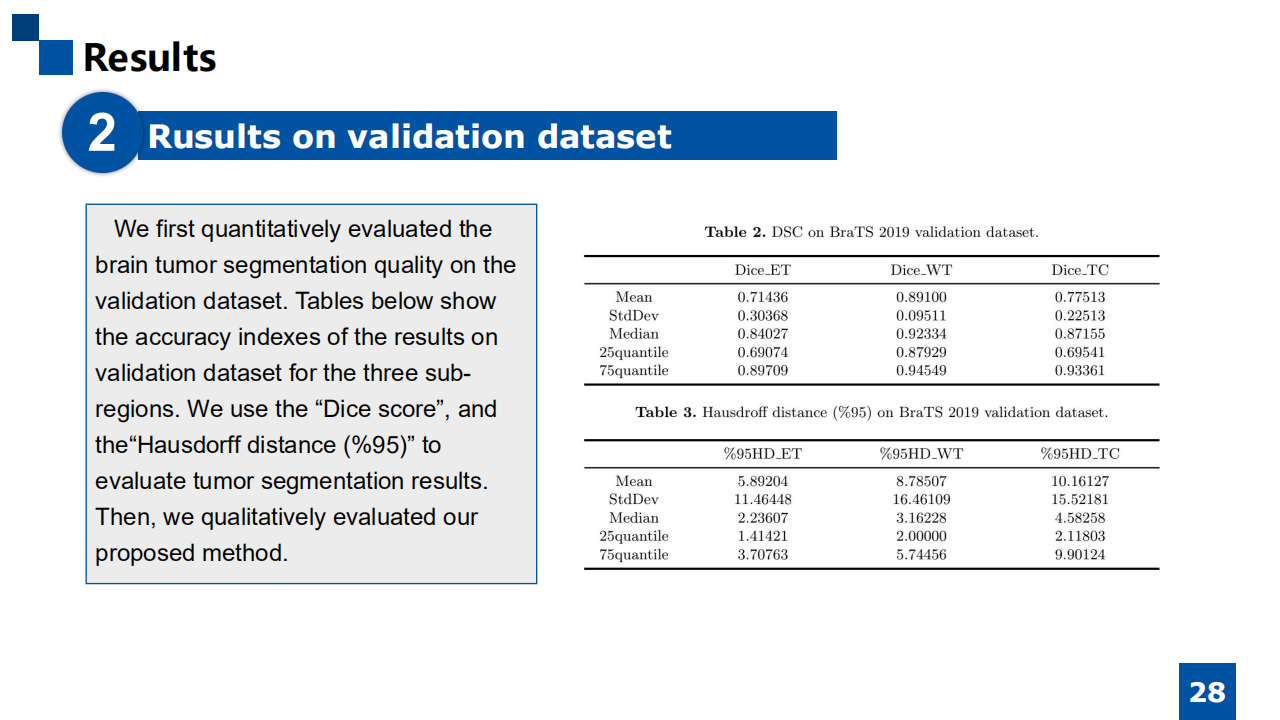 Results
2
Rusults on validation dataset
We first quantitatively evaluated the
brain tumor segmentation quality on the
validation dataset. Tables below show
the accuracy indexes of the results on
validation dataset for the three sub-
regions. We use the “Dice score”, and
the“Hausdorff distance (%95)” to
evaluate tumor segmentation results.
Then, we qualitatively evaluated our
proposed method.
Table 2. DSC on BraTS 2019 validation dataset.
Dice_ET Dice_WT Dice_TC
Mean 0.71436 0.89100 0.77513
StdDev 0.30368 0.09511 0.22513
Median 0.84027 0.92334 0.87155
25quantile 0.69074 0.87929 0.69541
75quantile 0.89709 0.94549 0.93361
Table 3. Hausdroff distance (%95) on BraTS 2019 validation dataset.
%95HD_ET %95HD_WT %95HD_TC
Mean 5.89204 8.78507 10.16127
StdDev 11.46448 16.46109 15.52181
Median 2.23607 3.16228 4.58258
25quantile 1.41421 2.00000 2.11803
75quantile 3.70763 5.74456 9.90124
28